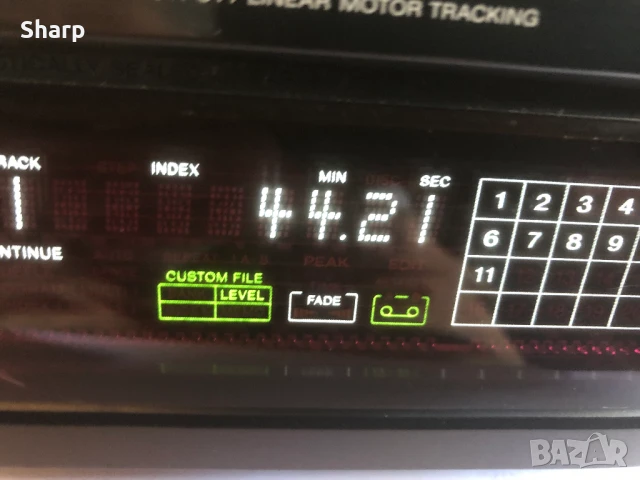 Sharp
LINEAR MOTOR TRACKING
RACK INDEX MIN SEC
1 44.21
NTINUE
CUSTOM FILE
LEVEL
FADE
PEAK
1 2 3 4
6 7 8 9
11
BAZAR